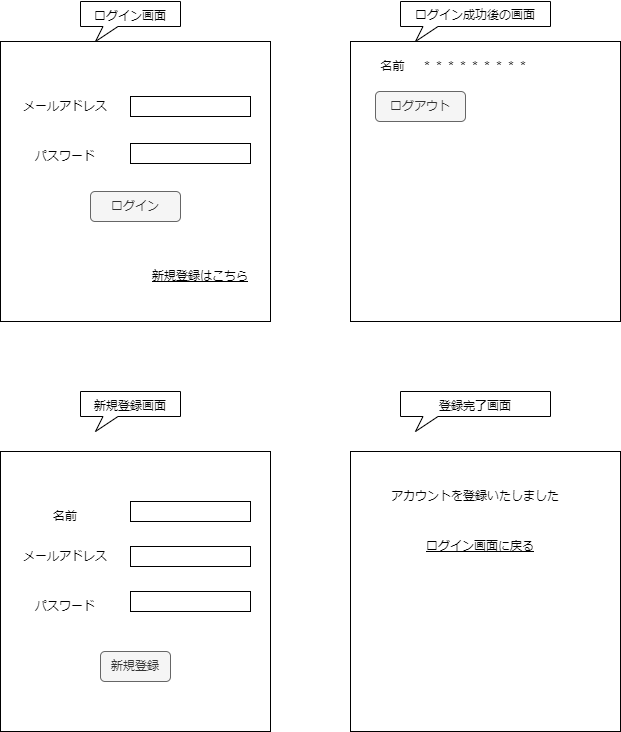 ログイン画面
メールアドレス
パスワード
ログイン
新規登録はこちら
ログイン成功後の画面
名前 * * * * * * * * *
ログアウト
新規登録画面
名前
メールアドレス
パスワード
新規登録
登録完了画面
アカウントを登録いたしました
ログイン画面に戻る